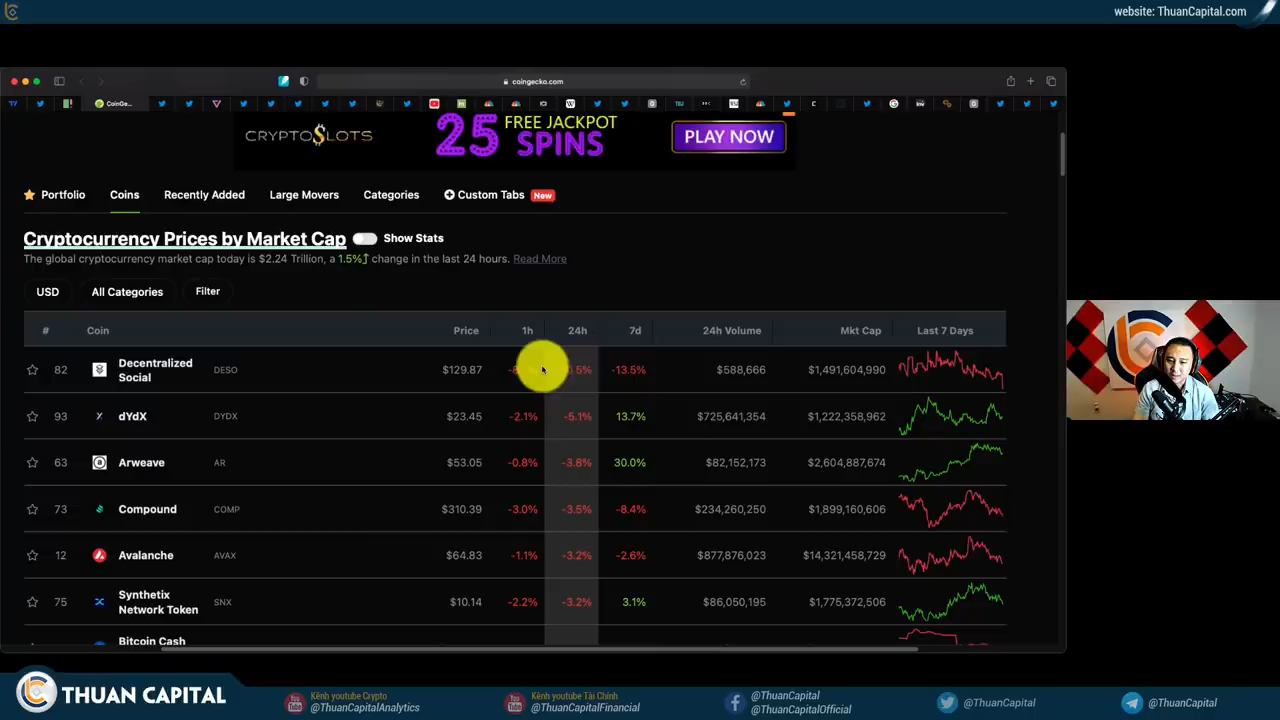 website: ThuanCapital.com
coingecko.com
CoinGe...
CRYPTO$LOTS
25 FREE JACKPOT SPINS
PLAY NOW
Portfolio Coins Recently Added Large Movers Categories Custom Tabs New
Cryptocurrency Prices by Market Cap Show Stats
The global cryptocurrency market cap today is $2.24 Trillion, a 1.5% change in the last 24 hours. Read More
USD All Categories Filter
# Coin Price 1h 24h 7d 24h Volume Mkt Cap Last 7 Days
82 Decentralized Social DESO $129.87 -13.5% $588,666 $1,491,604,990
93 dYdX DYDX $23.45 -2.1% -5.1% 13.7% $725,641,354 $1,222,358,962
63 Arweave AR $53.05 -0.8% -3.8% 30.0% $82,152,173 $2,604,887,674
73 Compound COMP $310.39 -3.0% -3.5% -8.4% $234,260,250 $1,899,160,606
12 Avalanche AVAX $64.83 -1.1% -3.2% -2.6% $877,876,023 $14,321,458,729
75 Synthetix Network Token SNX $10.14 -2.2% -3.2% 3.1% $86,050,195 $1,775,372,506
Bitcoin Cash
THUAN CAPITAL
Kênh youtube Crypto
@ThuanCapitalAnalytics
Kênh youtube Tài Chính
@ThuanCapitalFinancial
@ThuanCapital
@ThuanCapitalOfficial
@ThuanCapital
@ThuanCapital